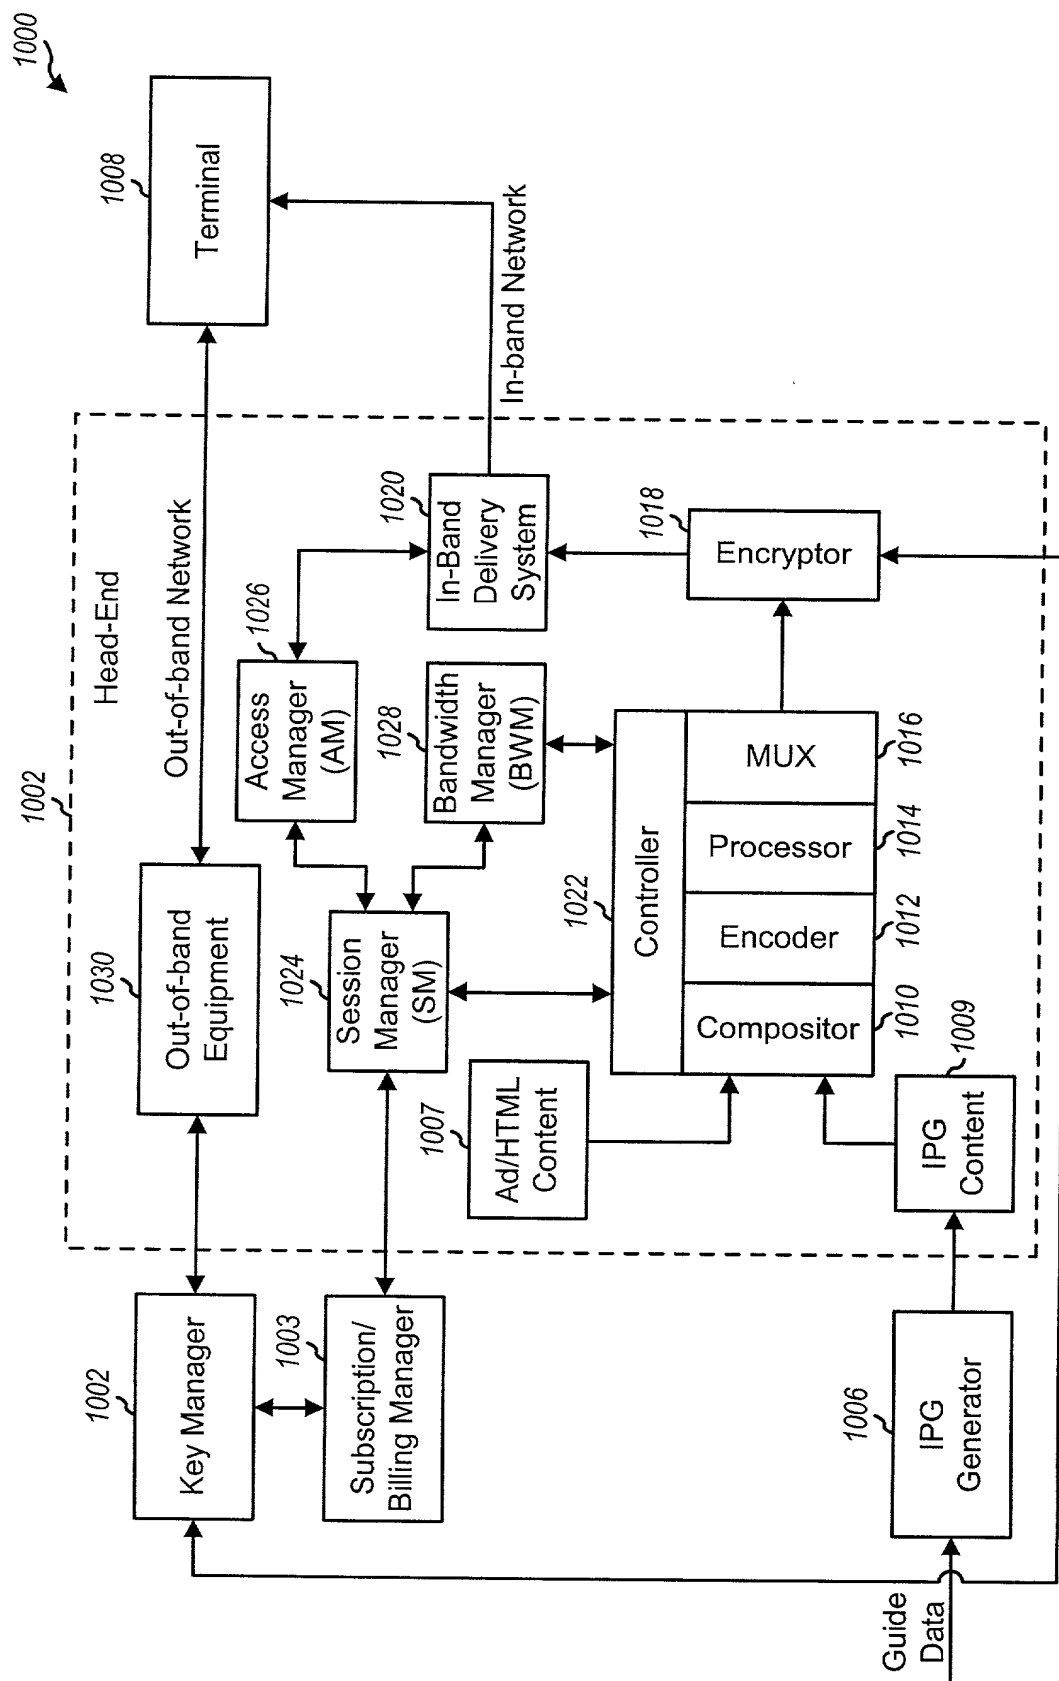 1000
1002
Head-End
Key Manager
1002
Out-of-band
Equipment
1030
Out-of-band Network
Terminal
1008
Subscription/
Billing Manager
1003
Session
Manager
(SM)
1024
Access
Manager
(AM)
1026
Bandwidth
Manager
(BWM)
1028
In-Band
Delivery
System
1020
In-band Network
Ad/HTML
Content
1007
Controller
1022
Compositor
1010
Encoder
1012
Processor
1014
MUX
1016
Encryptor
1018
Guide
Data
IPG
Generator
1006
IPG
Content
1009